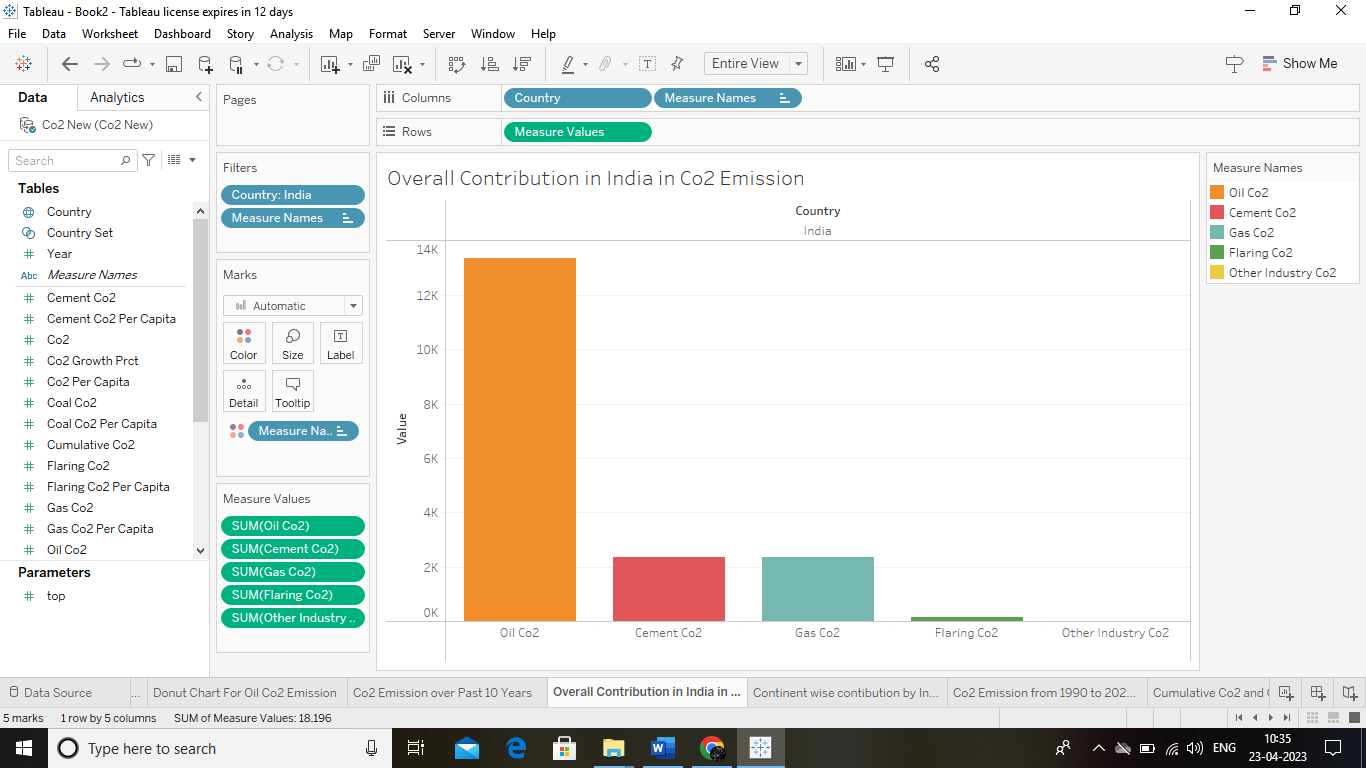 Tableau - Book2 - Tableau license expires in 12 days
File Data Worksheet Dashboard Story Analysis Map Format Server Window Help
Entire View
Show Me
Data Analytics
Co2 New (Co2 New)
Search
Tables
Country
Country Set
Year
Abc Measure Names
Cement Co2
Cement Co2 Per Capita
Co2
Co2 Growth Prct
Co2 Per Capita
Coal Co2
Coal Co2 Per Capita
Cumulative Co2
Flaring Co2
Flaring Co2 Per Capita
Gas Co2
Gas Co2 Per Capita
Oil Co2
Parameters
top
Pages
Filters
Country: India
Measure Names
Marks
Automatic
Color Size Label
Detail Tooltip
Measure Na..
Measure Values
SUM(Oil Co2)
SUM(Cement Co2)
SUM(Gas Co2)
SUM(Flaring Co2)
SUM(Other Industry ..
Columns Country Measure Names
Rows Measure Values
Overall Contribution in India in Co2 Emission
Country
India
Value
14K
12K
10K
8K
6K
4K
2K
0K
Oil Co2 Cement Co2 Gas Co2 Flaring Co2 Other Industry Co2
Measure Names
Oil Co2
Cement Co2
Gas Co2
Flaring Co2
Other Industry Co2
Data Source ... Donut Chart For Oil Co2 Emission Co2 Emission over Past 10 Years Overall Contribution in India in ... Continent wise contibution by In... Co2 Emission from 1990 to 202... Cumulative Co2 and
5 marks 1 row by 5 columns SUM of Measure Values: 18,196
Type here to search
ENG
10:35
23-04-2023